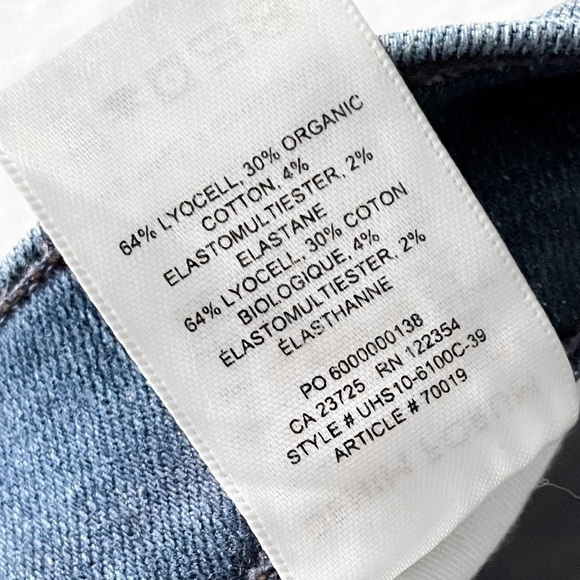 64% LYOCELL, 30% ORGANIC
COTTON, 4%
ELASTOMULTIESTER, 2%
ELASTANE
64% LYOCELL, 30% COTON
BIOLOGIQUE, 4%
ÉLASTOMULTIESTER, 2%
ÉLASTHANNE
PO 6000000138
CA 23725 RN 122354
STYLE # UHS10-6100C-39
ARTICLE # 70019